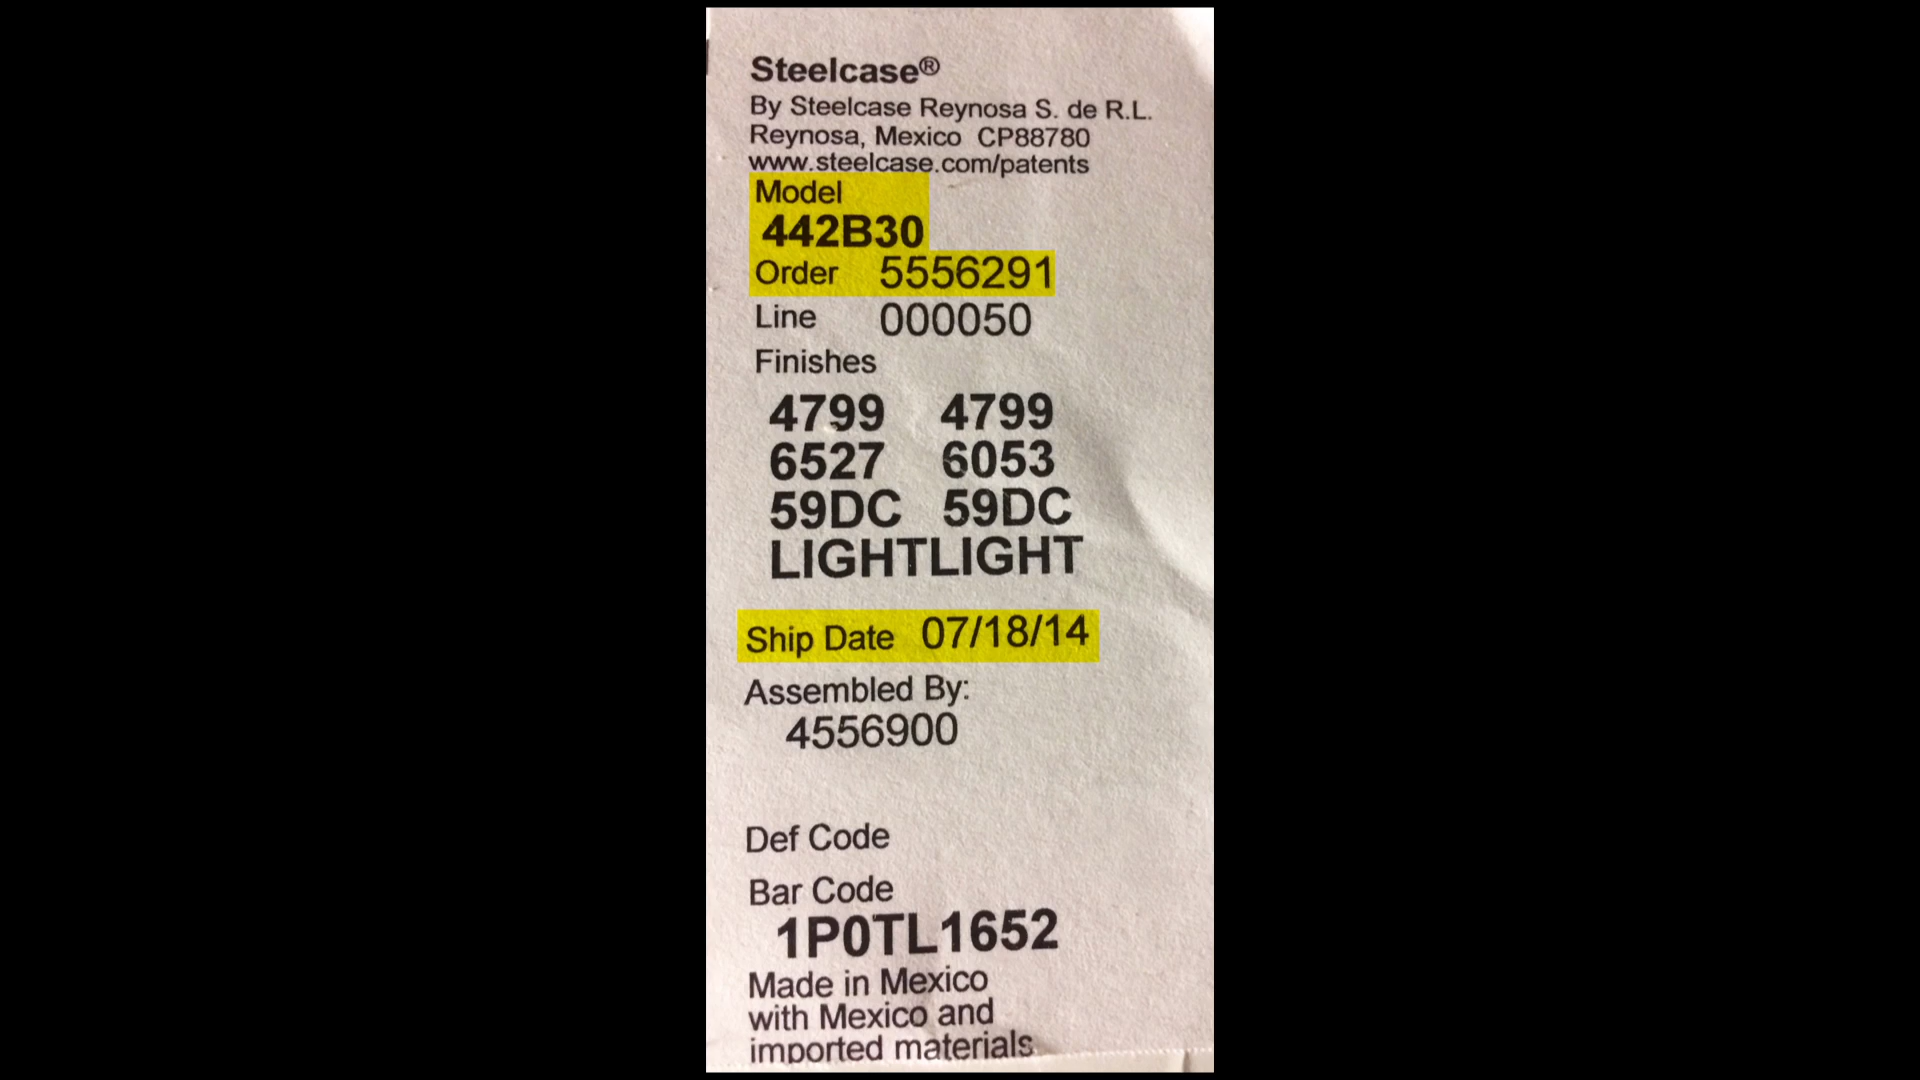 Steelcase®
By Steelcase Reynosa S. de R.L.
Reynosa, Mexico CP88780
www.steelcase.com/patents
Model
442B30
Order 5556291
Line 000050
Finishes
4799 4799
6527 6053
59DC 59DC
LIGHTLIGHT
Ship Date 07/18/14
Assembled By:
4556900
Def Code
Bar Code
1P0TL1652
Made in Mexico
with Mexico and
imported materials